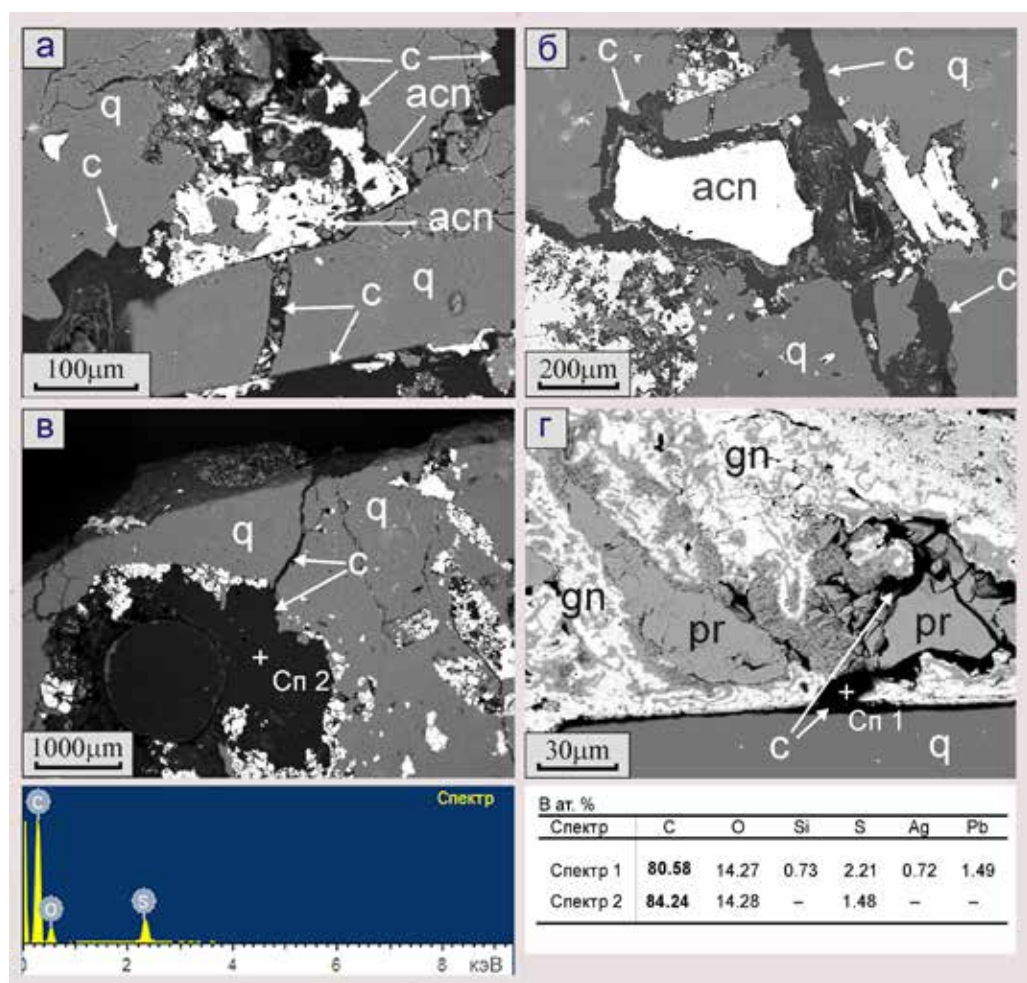 а
c
acn
q
c
acn
q
c
100μm
б
c
c
q
acn
c
q
200μm
в
q
q
c
Сп 2
1000μm
г
gn
gn
pr
pr
Сп 1
c
q
30μm
Спектр
C
O
S
0 2 4 6 8 кэВ
В ат. %
Спектр C O Si S Ag Pb
Спектр 1 80.58 14.27 0.73 2.21 0.72 1.49
Спектр 2 84.24 14.28 – 1.48 – –